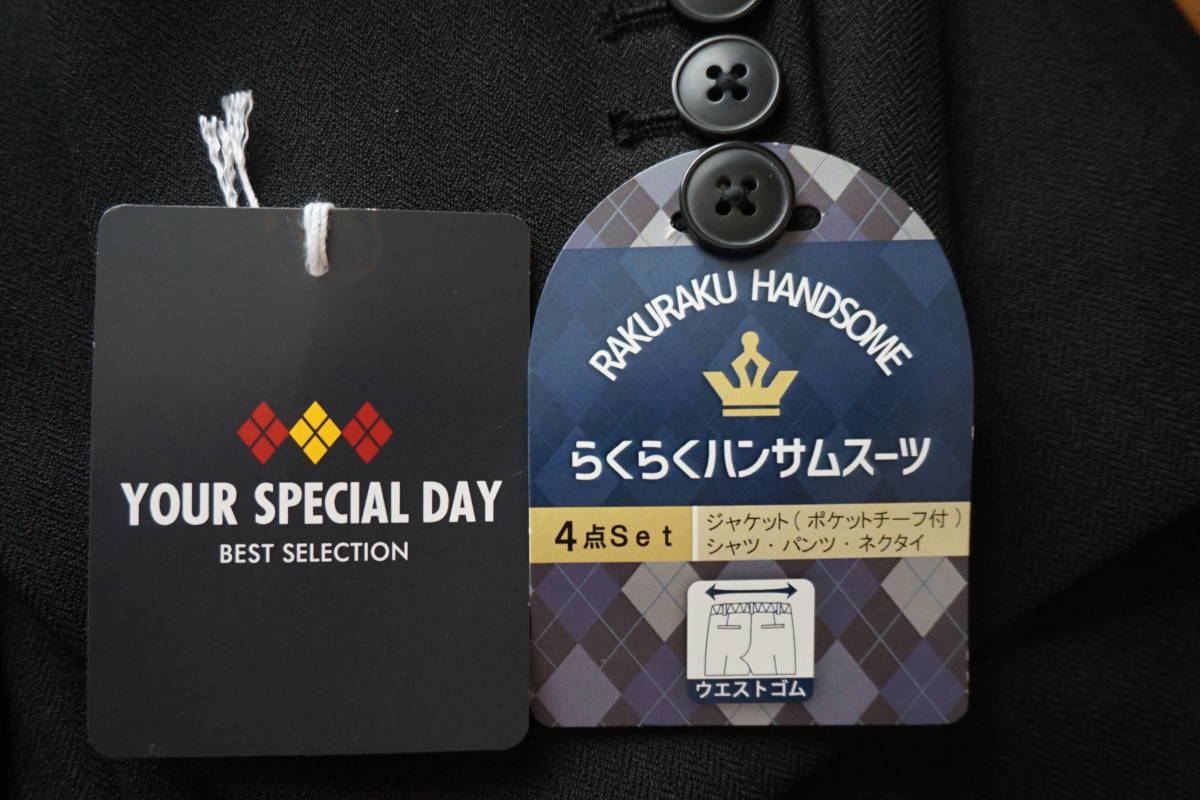 YOUR SPECIAL DAY
BEST SELECTION
RAKURAKU HANDSOME
らくらくハンサムスーツ
4点Set
ジャケット(ポケットチーフ付)
シャツ・パンツ・ネクタイ
ウエストゴム